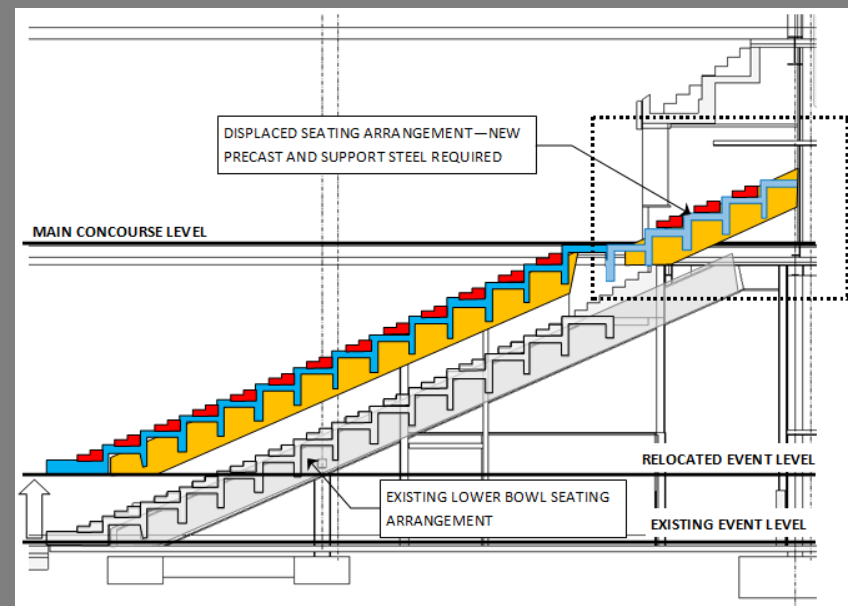 DISPLACED SEATING ARRANGEMENT—NEW
PRECAST AND SUPPORT STEEL REQUIRED
MAIN CONCOURSE LEVEL
RELOCATED EVENT LEVEL
EXISTING LOWER BOWL SEATING
ARRANGEMENT
EXISTING EVENT LEVEL